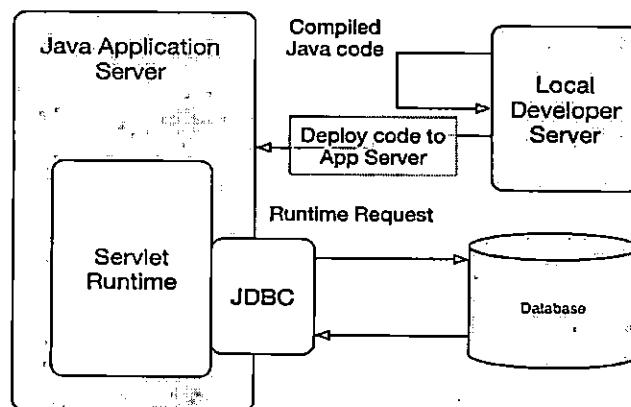 Java Application
Server
Compiled
Java code
Local
Developer
Server
Deploy code to
App Server
Runtime Request
Servlet
Runtime
JDBC
Database